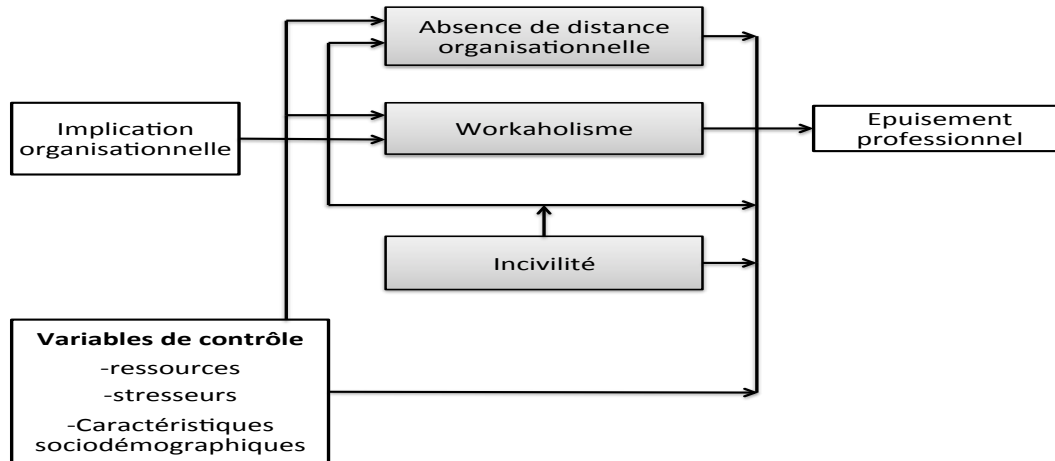 Absence de distance
organisationnelle
Implication
organisationnelle
Workaholisme
Epuisement
professionnel
Incivilité
Variables de contrôle
-ressources
-stresseurs
-Caractéristiques
sociodémographiques